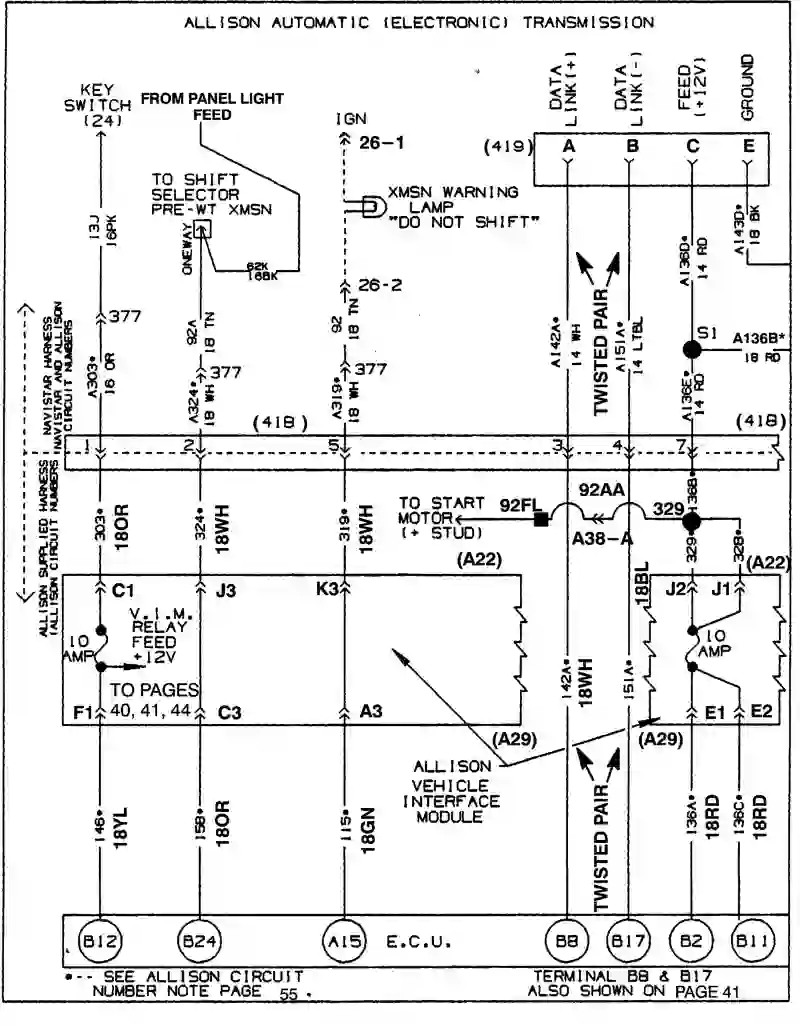 ALLISON AUTOMATIC (ELECTRONIC) TRANSMISSION
KEY
SWITCH
(24)
FROM PANEL LIGHT
FEED
IGN
26-1
DATA
LINK(+)
DATA
LINK(-)
FEED
(+12V)
GROUND
(419)
A
B
C
E
TO SHIFT
SELECTOR
PRE-WT XMSN
XMSN WARNING
LAMP
"DO NOT SHIFT"
13J
16PK
ONEWAY
62K
16BK
26-2
A136D*
14 RD
A143D*
18 BK
TWISTED PAIR
377
V26
18 TN
26
18 TN
A142A*
14 WH
A151A*
14 LTBL
S1
A136B*
18 RD
NAVISTAR HARNESS
NAVISTAR AND ALLISON
CIRCUIT NUMBERS
A303*
16 OR
377
A324*
18 WH
377
A319*
18 WH
A136E*
14 RD
(418)
(418)
1
2
5
3
4
7
ALLISON SUPPLIED HARNESS
(ALLISON CIRCUIT NUMBERS
303*
18OR
324*
18WH
319*
18WH
TO START
MOTOR
(+ STUD)
92FL
92AA
A38-A
329
136B*
329*
328*
(A22)
(A22)
C1
J3
K3
18BL
J2
J1
10
AMP
V.I.M.
RELAY
FEED
+12V
10
AMP
142A*
18WH
151A*
TO PAGES
40, 41, 44
F1
C3
A3
E1
E2
(A29)
(A29)
ALLISON
VEHICLE
INTERFACE
MODULE
146*
18YL
158*
18OR
115*
18GN
TWISTED PAIR
136A*
18RD
136C*
18RD
B12
B24
A15
E.C.U.
B8
B17
B2
B11
*-- SEE ALLISON CIRCUIT
NUMBER NOTE PAGE 55.
TERMINAL B8 & B17
ALSO SHOWN ON PAGE 41